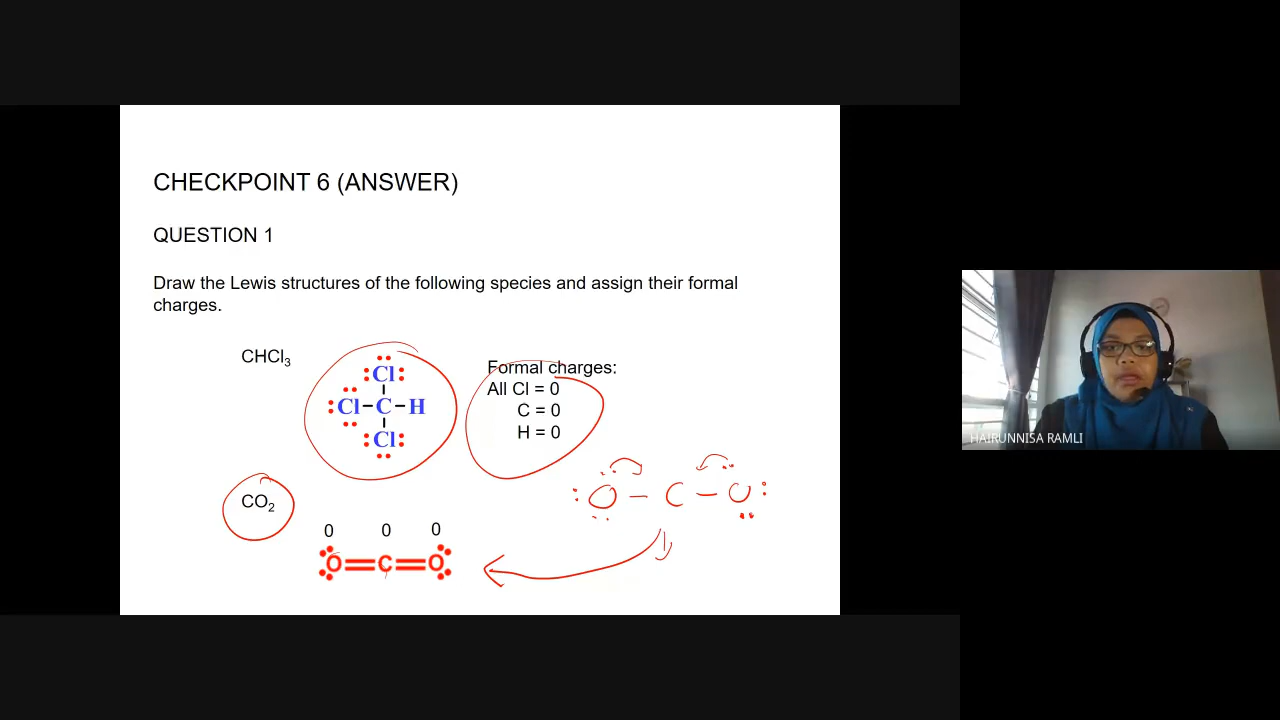 CHECKPOINT 6 (ANSWER)
QUESTION 1
Draw the Lewis structures of the following species and assign their formal
charges.
CHCl₃
Cl
Cl–C–H
Cl
Formal charges:
All Cl = 0
C = 0
H = 0
CO₂
O – C – O
0 0 0
O=C=O
HAIRUNNISA RAMLI